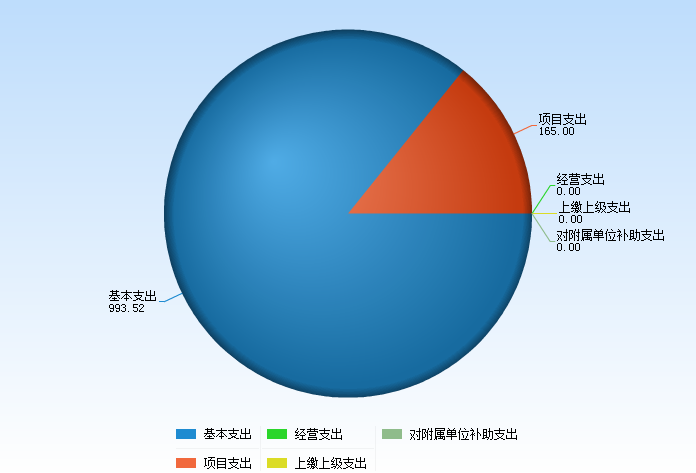 项目支出
165.00
经营支出
0.00
上缴上级支出
0.00
对附属单位补助支出
0.00
基本支出
993.52
基本支出 经营支出 对附属单位补助支出
项目支出 上缴上级支出